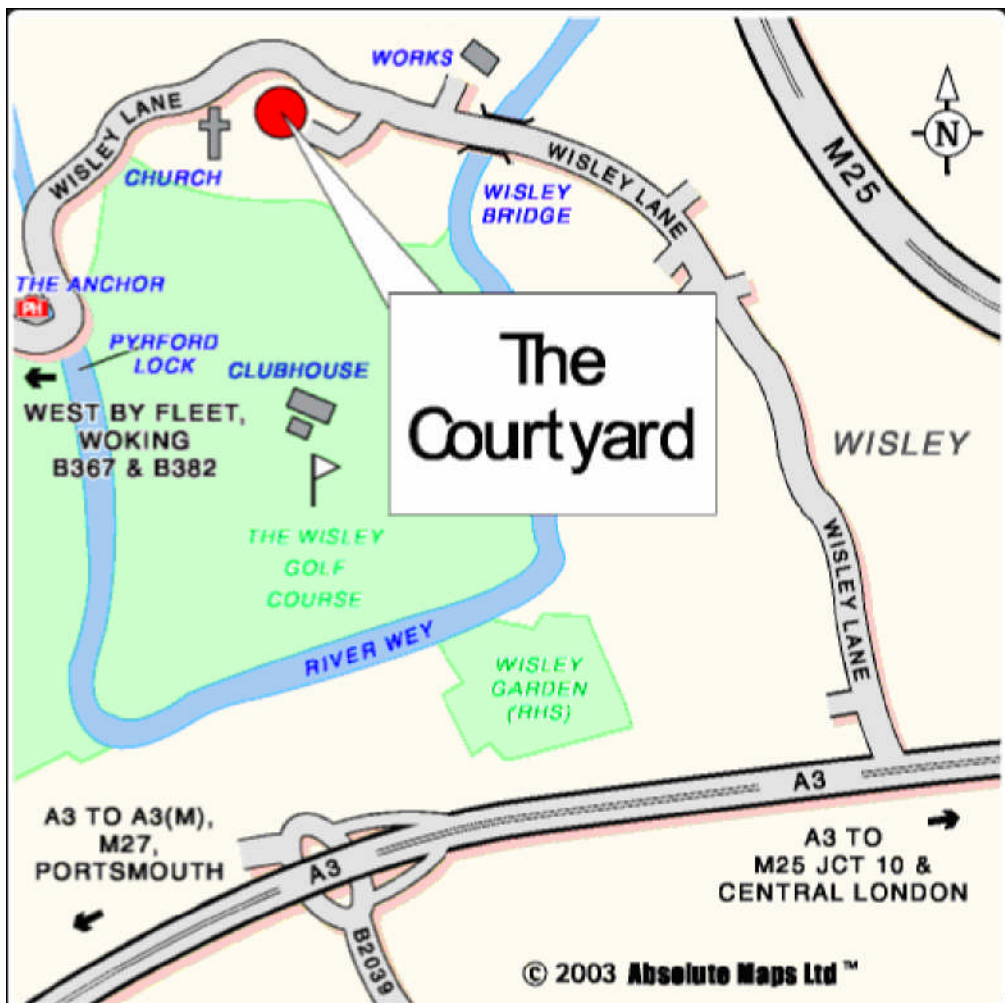 WORKS
WISLEY LANE
CHURCH
WISLEY LANE
M25
N
WISLEY
BRIDGE
THE ANCHOR
PH
PYRFORD
LOCK
CLUBHOUSE
WEST BY FLEET,
WOKING
B367 & B382
The
Courtyard
WISLEY
THE WISLEY
GOLF
COURSE
WISLEY LANE
RIVER WEY
WISLEY
GARDEN
(RHS)
A3
A3 TO A3(M),
M27,
PORTSMOUTH
A3
A3 TO
M25 JCT 10 &
CENTRAL LONDON
B2039
© 2003 Absolute Maps Ltd ™